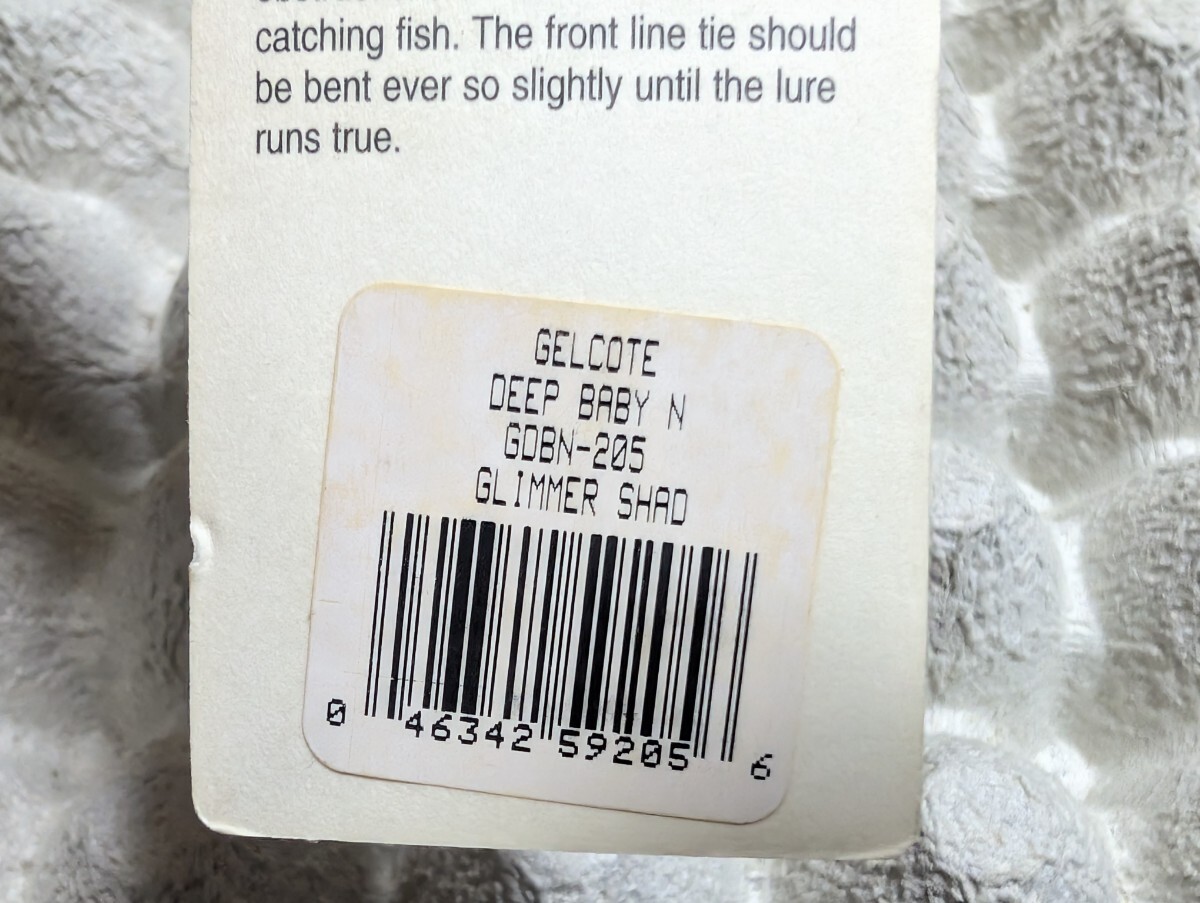 catching fish. The front line tie should
be bent ever so slightly until the lure
runs true.
GELCOTE
DEEP BABY N
GDBN-205
GLIMMER SHAD
0 46342 59205 6